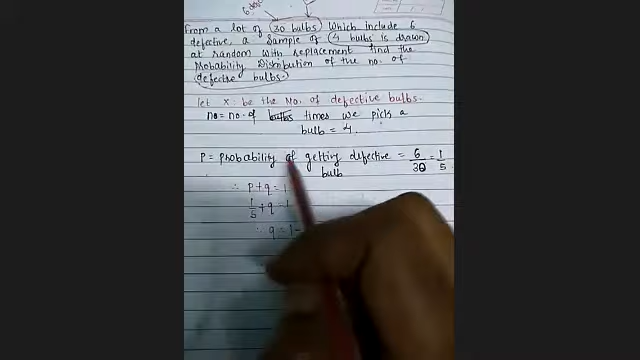 From a lot of 30 bulbs Which include 6
defective, a Sample of 4 bulbs is drawn
at random with replacement find the
Probability Distribution of the no. of
defective bulbs.
let X: be the No. of defective bulbs.
n = no. of times we pick a
bulb = 4.
P = Probability of getting defective = 6/30 = 1/5
bulb
∴ P+q = 1
1/5 + q = 1
∴ q = 1-